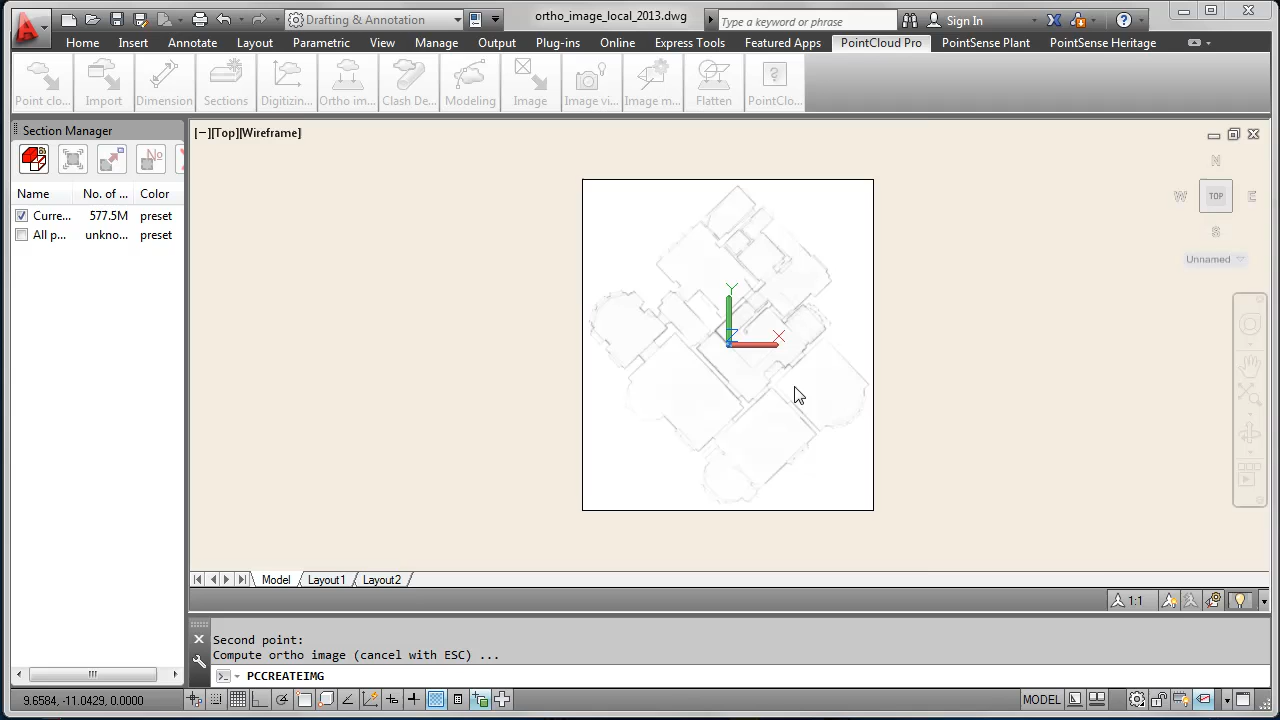 Drafting & Annotation
ortho_image_local_2013.dwg
Type a keyword or phrase
Sign In
Home Insert Annotate Layout Parametric View Manage Output Plug-ins Online Express Tools Featured Apps PointCloud Pro PointSense Plant PointSense Heritage
Point clo... Import Dimension Sections Digitizin... Ortho im... Clash De... Modeling Image Image vi... Image m... Flatten PointClo...
Section Manager
[−][Top][Wireframe]
Name No. of ... Color
Curre... 577.5M preset
All p... unkno... preset
N
W TOP E
S
Unnamed
Y
Z X
Model Layout1 Layout2
1:1
Second point:
Compute ortho image (cancel with ESC) ...
PCCREATEIMG
9.6584, -11.0429, 0.0000
MODEL